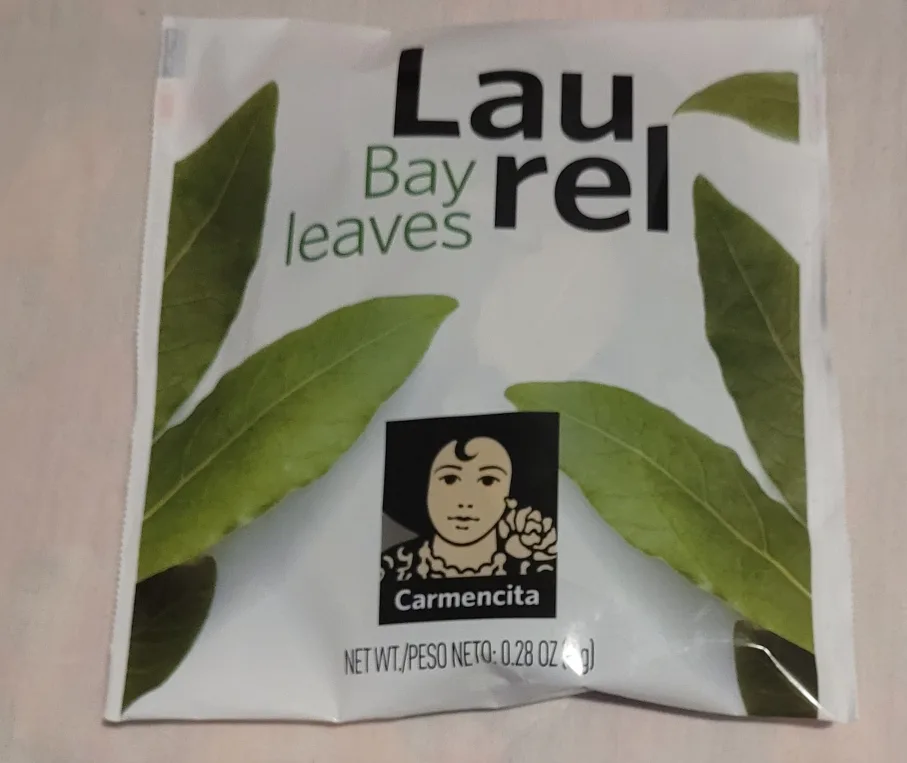 Lau
Bay rel
leaves
Carmencita
NET WT./PESO NETO: 0.28 OZ